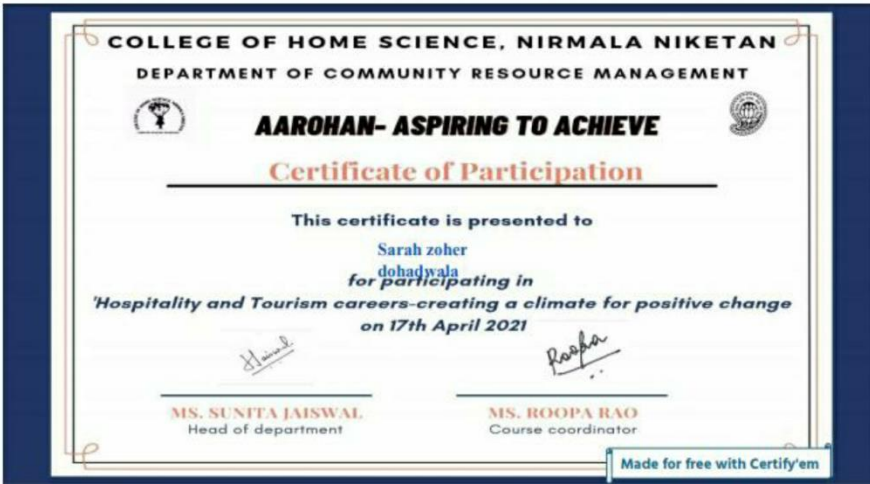 COLLEGE OF HOME SCIENCE, NIRMALA NIKETAN
DEPARTMENT OF COMMUNITY RESOURCE MANAGEMENT
AAROHAN- ASPIRING TO ACHIEVE
Certificate of Participation
This certificate is presented to
Sarah zoher
dohadwala
for participating in
'Hospitality and Tourism careers-creating a climate for positive change
on 17th April 2021
Roopa
MS. SUNITA JAISWAL
MS. ROOPA RAO
Head of department
Course coordinator
Made for free with Certify'em